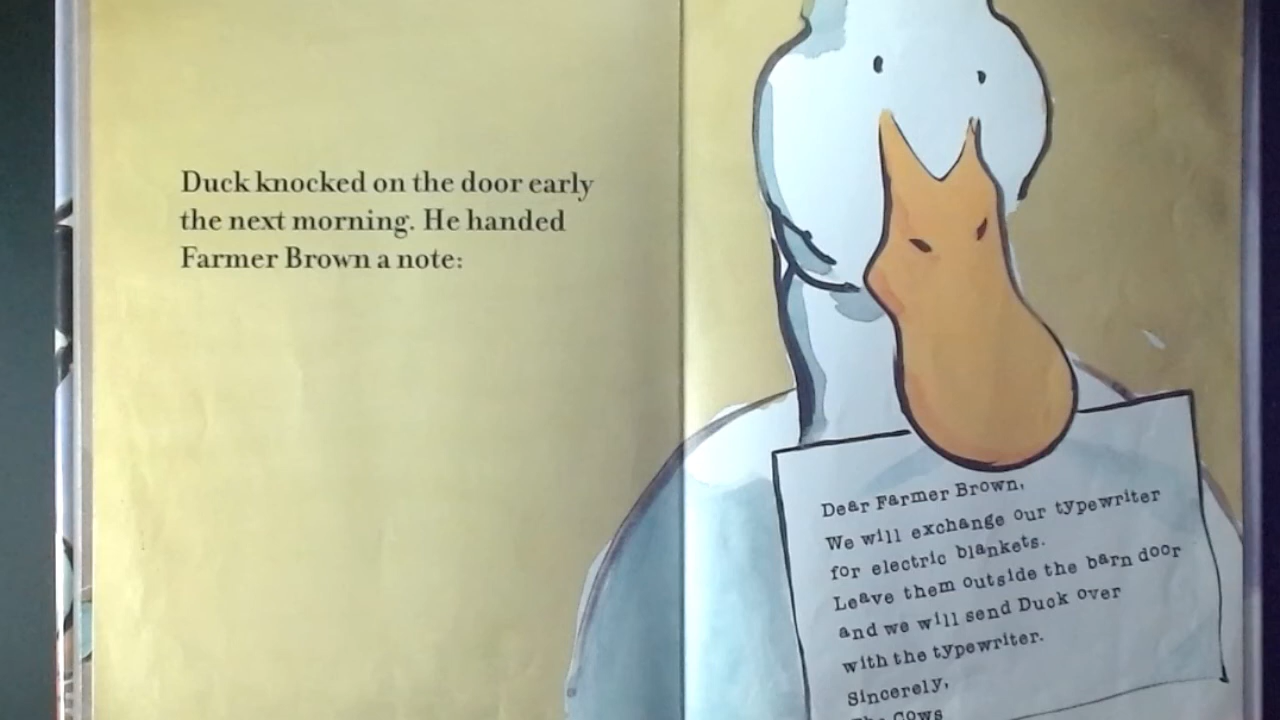 Duck knocked on the door early
the next morning. He handed
Farmer Brown a note:
Dear Farmer Brown,
We will exchange our typewriter
for electric blankets.
Leave them outside the barn door
and we will send Duck over
with the typewriter.
Sincerely,
The Cows